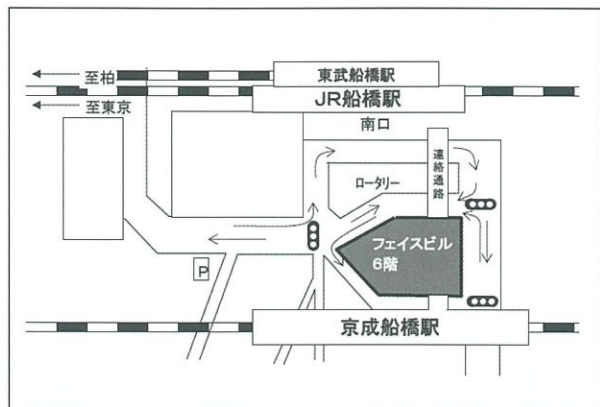 東武船橋駅
至柏
JR船橋駅
至東京
南口
連絡通路
ロータリー
フェイスビル
6階
P
京成船橋駅